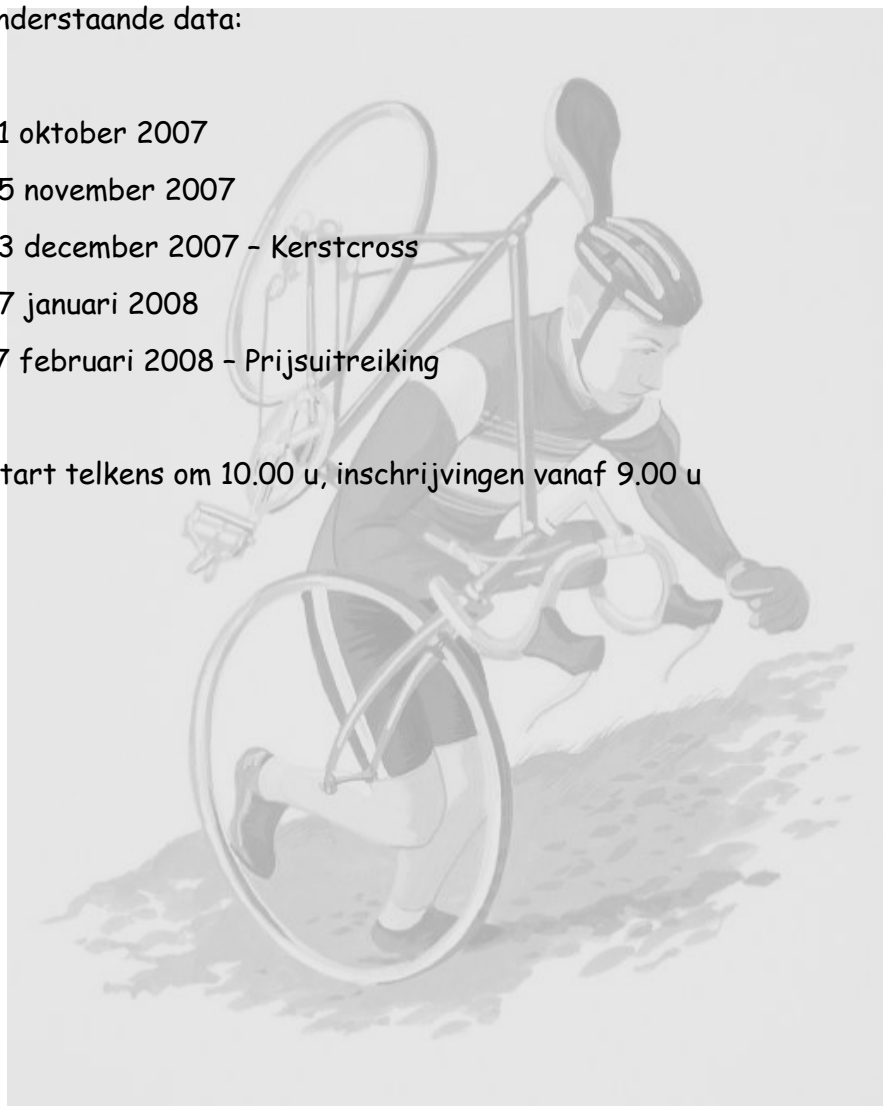 nderstaande data:
1 oktober 2007
5 november 2007
3 december 2007 – Kerstcross
7 januari 2008
7 februari 2008 – Prijsuitreiking
tart telkens om 10.00 u, inschrijvingen vanaf 9.00 u